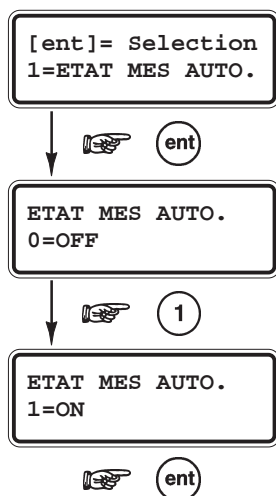 [ent]= Selection
1=ETAT MES AUTO.
ent
ETAT MES AUTO.
0=OFF
1
ETAT MES AUTO.
1=ON
ent